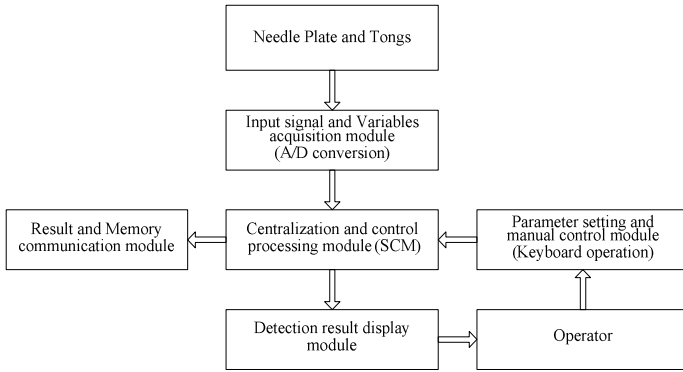 Needle Plate and Tongs
Input signal and Variables
acquisition module
(A/D conversion)
Result and Memory
communication module
Centralization and control
processing module (SCM)
Parameter setting and
manual control module
(Keyboard operation)
Detection result display
module
Operator